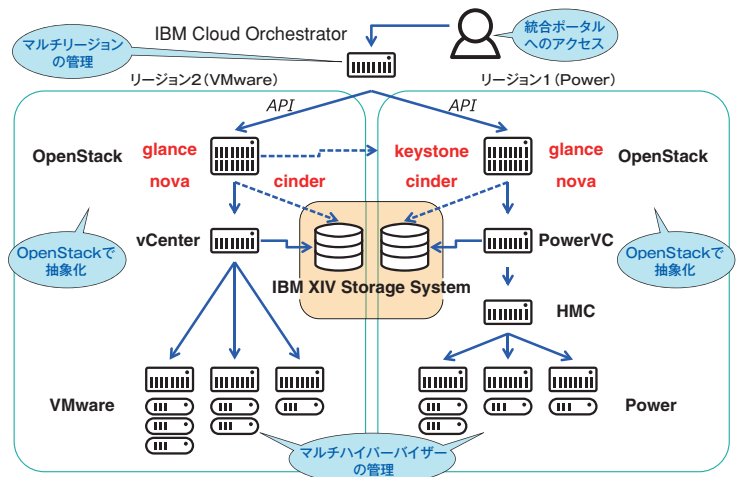 IBM Cloud Orchestrator
マルチリージョン
の管理
統合ポータル
へのアクセス
リージョン2(VMware)
リージョン1(Power)
API
API
OpenStack
glance
nova
cinder
keystone
cinder
glance
nova
OpenStack
OpenStackで
抽象化
vCenter
PowerVC
OpenStackで
抽象化
IBM XIV Storage System
HMC
VMware
Power
マルチハイパーバイザー
の管理